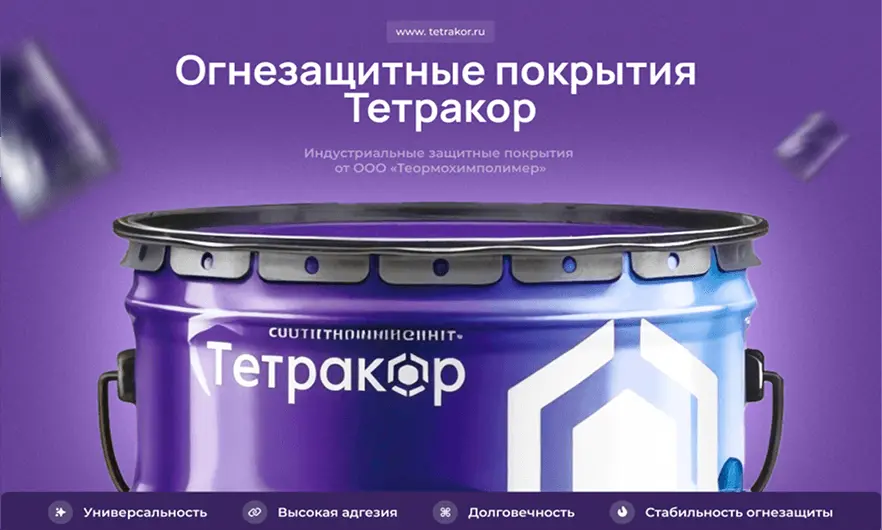 www. tetrakor.ru
Огнезащитные покрытия
Тетракор
Индустриальные защитные покрытия
от ООО «Теормохимполимер»
Тетракор
Универсальность
Высокая адгезия
Долговечность
Стабильность огнезащиты